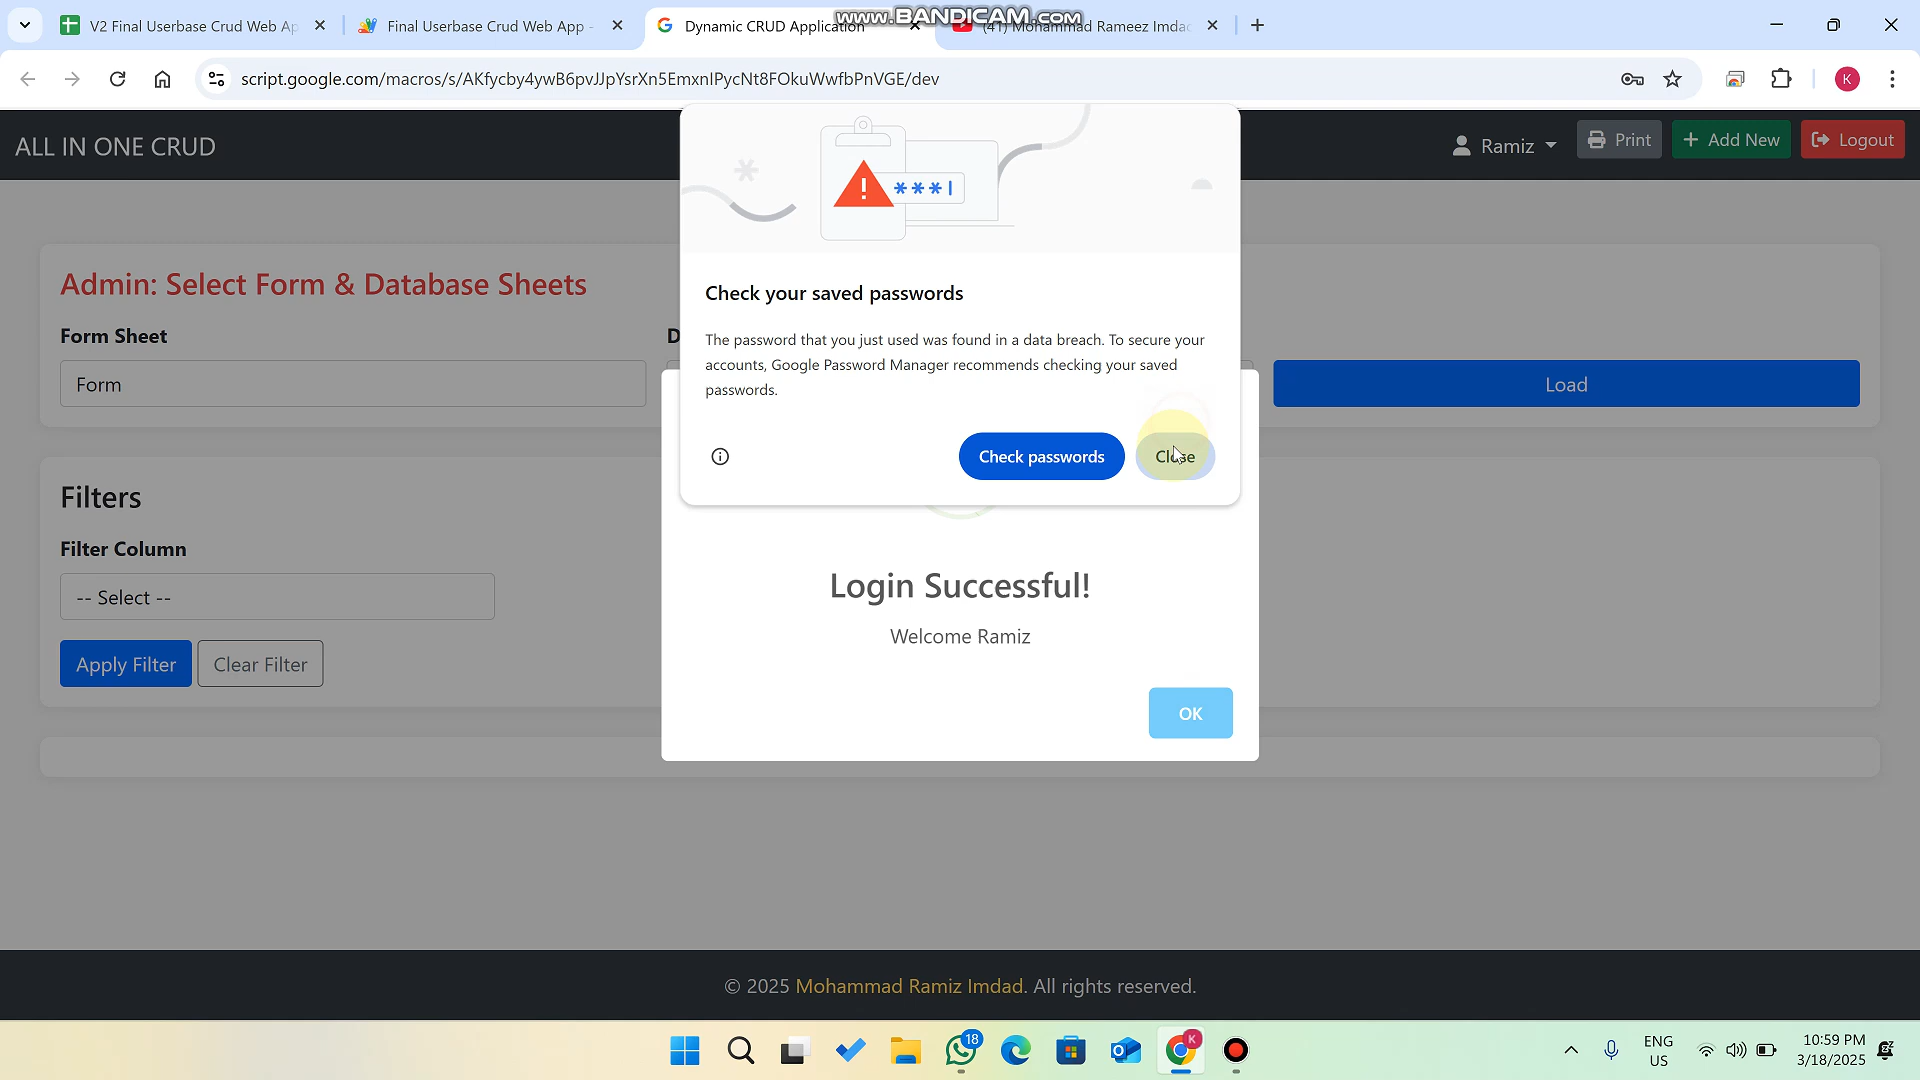 www.BANDICAM.com
V2 Final Userbase Crud Web Ap
Final Userbase Crud Web App -
Dynamic CRUD Application
(41) Mohammad Rameez Imdad
script.google.com/macros/s/AKfycby4ywB6pvJJpYsrXn5EmxnlPycNt8FOkuWwfbPnVGE/dev
K
ALL IN ONE CRUD
Ramiz
Print
Add New
Logout
***
Check your saved passwords
The password that you just used was found in a data breach. To secure your
accounts, Google Password Manager recommends checking your saved
passwords.
Check passwords
Close
Admin: Select Form & Database Sheets
Form Sheet
D
Form
Load
Filters
Filter Column
-- Select --
Apply Filter
Clear Filter
Login Successful!
Welcome Ramiz
OK
© 2025 Mohammad Ramiz Imdad. All rights reserved.
18
K
ENG
US
10:59 PM
3/18/2025